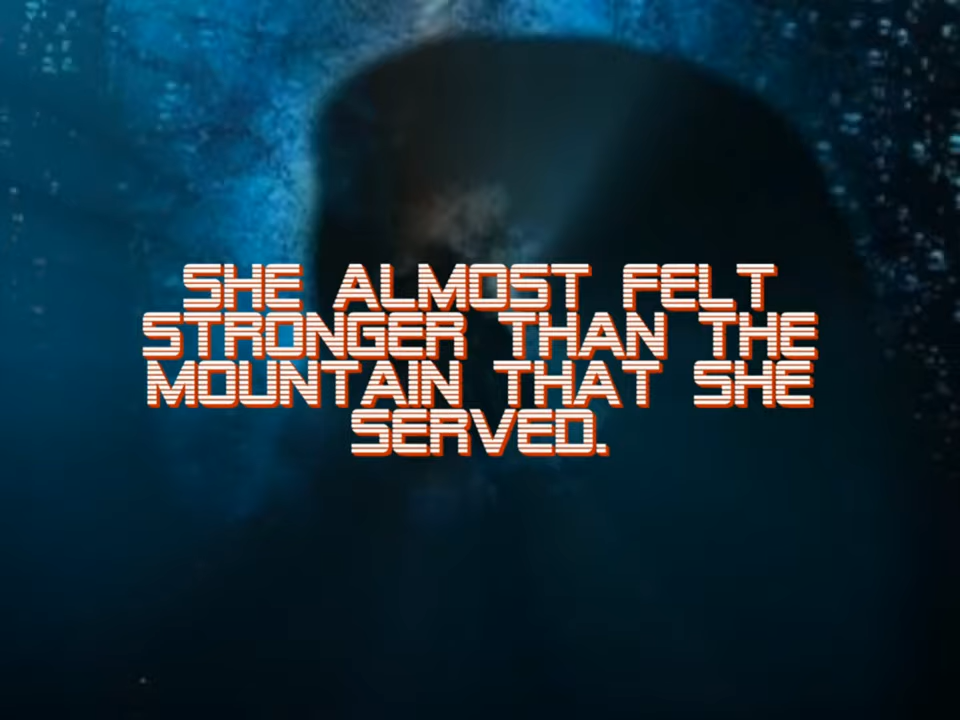 SHE ALMOST FELT
STRONGER THAN THE
MOUNTAIN THAT SHE
SERVED.